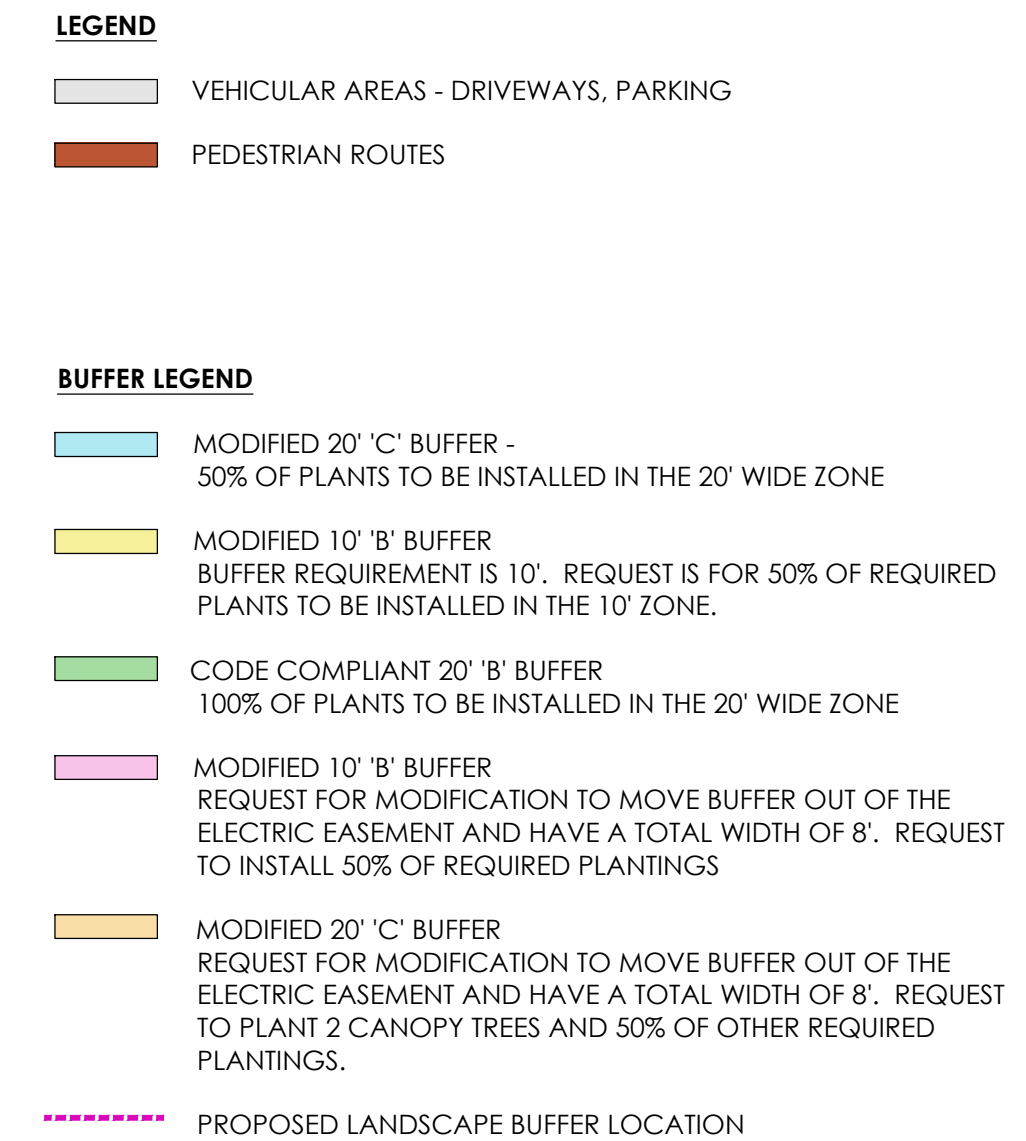 LEGEND
VEHICULAR AREAS - DRIVEWAYS, PARKING
PEDESTRIAN ROUTES
BUFFER LEGEND
MODIFIED 20' 'C' BUFFER -
50% OF PLANTS TO BE INSTALLED IN THE 20' WIDE ZONE
MODIFIED 10' 'B' BUFFER
BUFFER REQUIREMENT IS 10'. REQUEST IS FOR 50% OF REQUIRED
PLANTS TO BE INSTALLED IN THE 10' ZONE.
CODE COMPLIANT 20' 'B' BUFFER
100% OF PLANTS TO BE INSTALLED IN THE 20' WIDE ZONE
MODIFIED 10' 'B' BUFFER
REQUEST FOR MODIFICATION TO MOVE BUFFER OUT OF THE
ELECTRIC EASEMENT AND HAVE A TOTAL WIDTH OF 8'. REQUEST
TO INSTALL 50% OF REQUIRED PLANTINGS
MODIFIED 20' 'C' BUFFER
REQUEST FOR MODIFICATION TO MOVE BUFFER OUT OF THE
ELECTRIC EASEMENT AND HAVE A TOTAL WIDTH OF 8'. REQUEST
TO PLANT 2 CANOPY TREES AND 50% OF OTHER REQUIRED
PLANTINGS.
PROPOSED LANDSCAPE BUFFER LOCATION